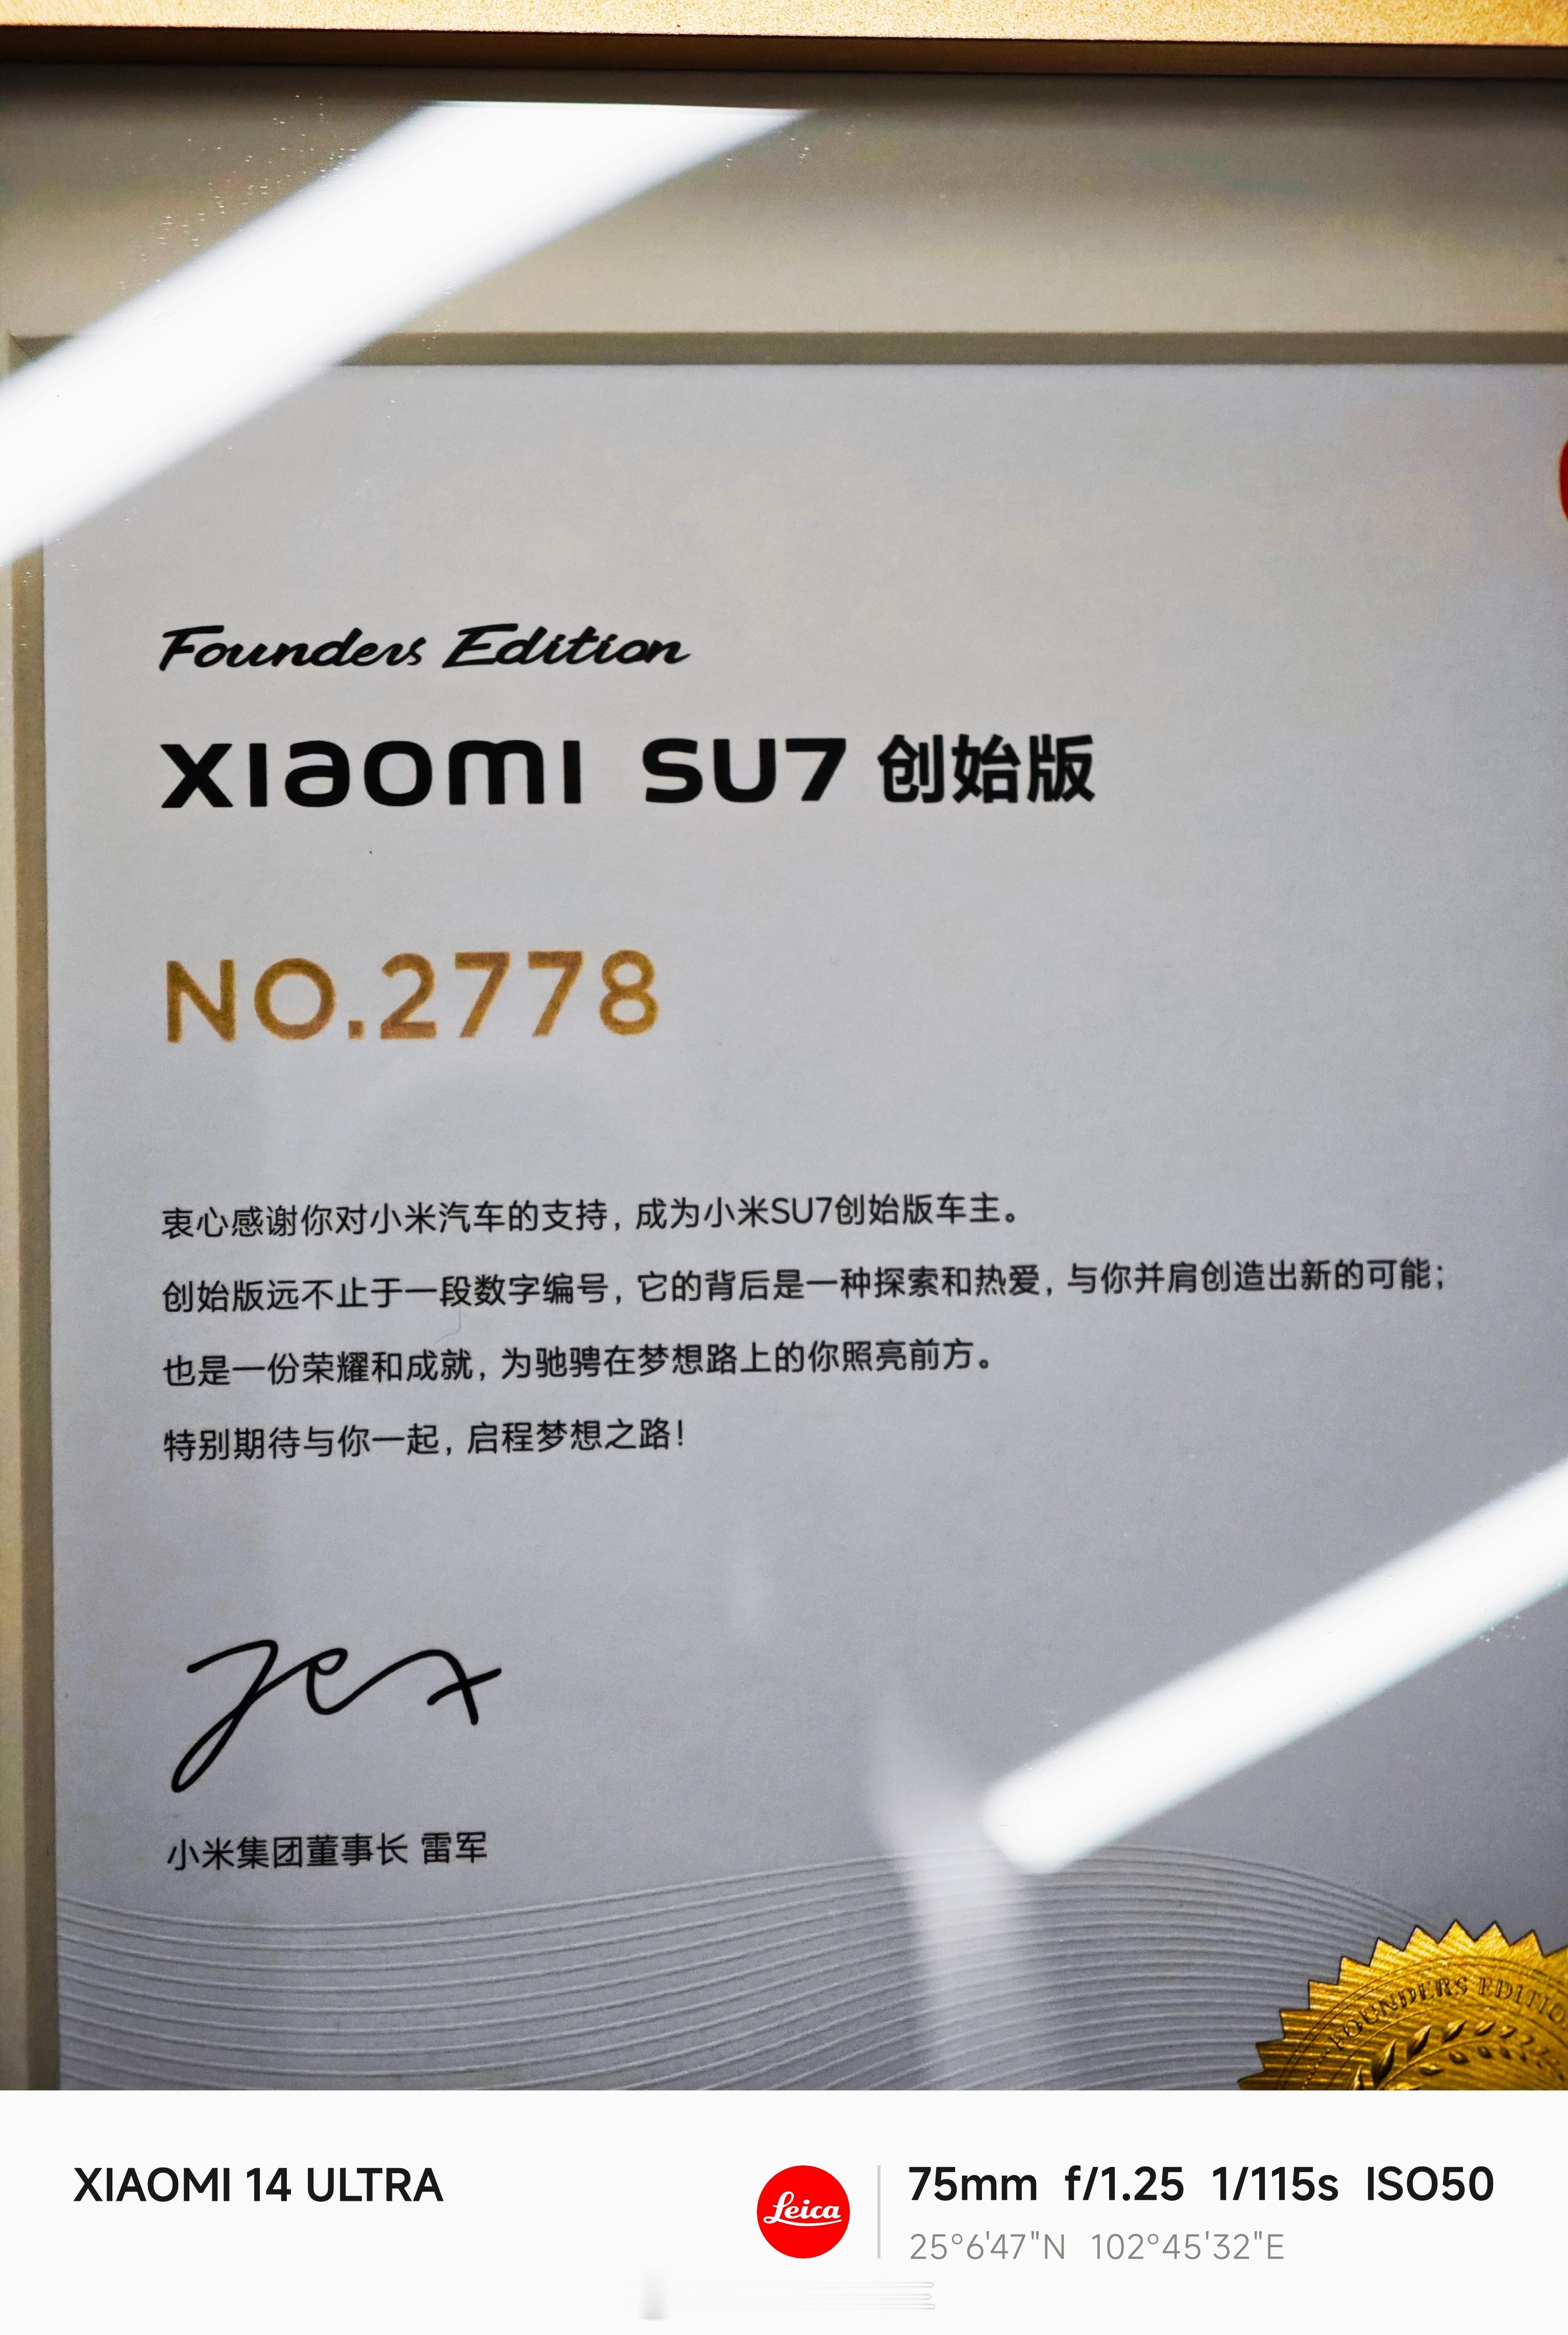 Founders Edition
XIAOMI SU7 创始版
NO.2778
衷心感谢你对小米汽车的支持, 成为小米SU7创始版车主。
创始版远不止于一段数字编号, 它的背后是一种探索和热爱, 与你并肩创造出新的可能;
也是一份荣耀和成就, 为驰骋在梦想路上的你照亮前方。
特别期待与你一起, 启程梦想之路!
Jun
小米集团董事长 雷军
FOUNDERS EDITIO
XIAOMI 14 ULTRA
Leica
75mm f/1.25 1/115s ISO50
25°6'47"N 102°45'32"E